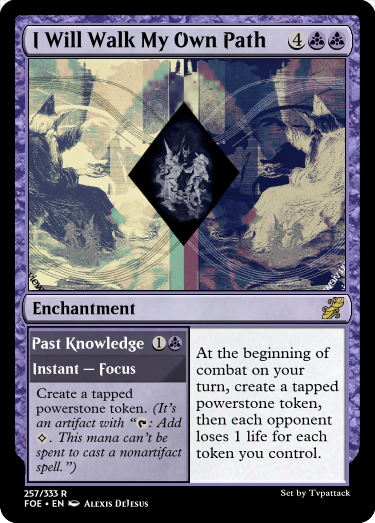 I Will Walk My Own Path 4
Enchantment
Past Knowledge 1
Instant — Focus
Create a tapped
powerstone token. (It's
an artifact with “: Add
. This mana can't be
spent to cast a nonartifact
spell.”)
At the beginning of
combat on your
turn, create a tapped
powerstone token,
then each opponent
loses 1 life for each
token you control.
257/333 R
FOE • EN Alexis DeJesus
Set by Tvpattack